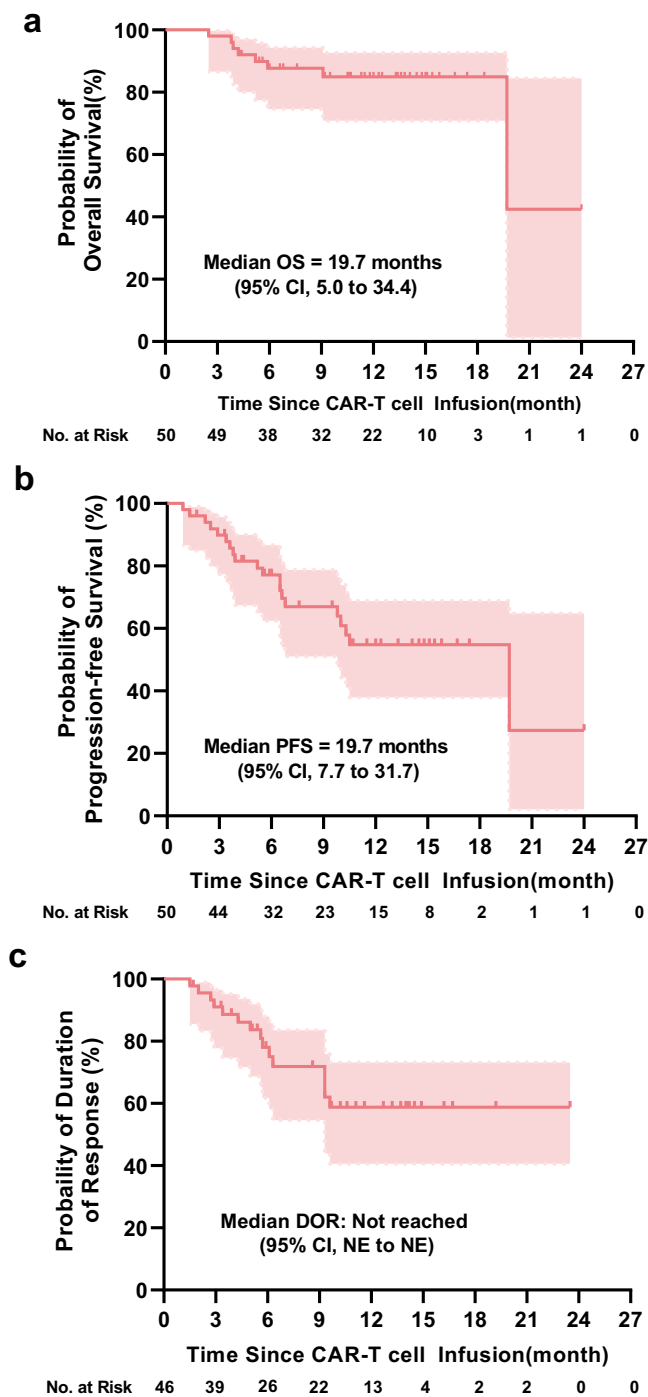 a
Probability of
Overall Survival(%)
100
80
60
40
20
0
Median OS = 19.7 months
(95% CI, 5.0 to 34.4)
0 3 6 9 12 15 18 21 24 27
Time Since CAR-T cell Infusion(month)
No. at Risk 50 49 38 32 22 10 3 1 1 0
b
Probability of
Progression-free Survival (%)
100
80
60
40
20
0
Median PFS = 19.7 months
(95% CI, 7.7 to 31.7)
0 3 6 9 12 15 18 21 24 27
Time Since CAR-T cell Infusion(month)
No. at Risk 50 44 32 23 15 8 2 1 1 0
c
Probaility of Duration
of Response (%)
100
80
60
40
20
0
Median DOR: Not reached
(95% CI, NE to NE)
0 3 6 9 12 15 18 21 24 27
Time Since CAR-T cell Infusion(month)
No. at Risk 46 39 26 22 13 4 2 2 0 0